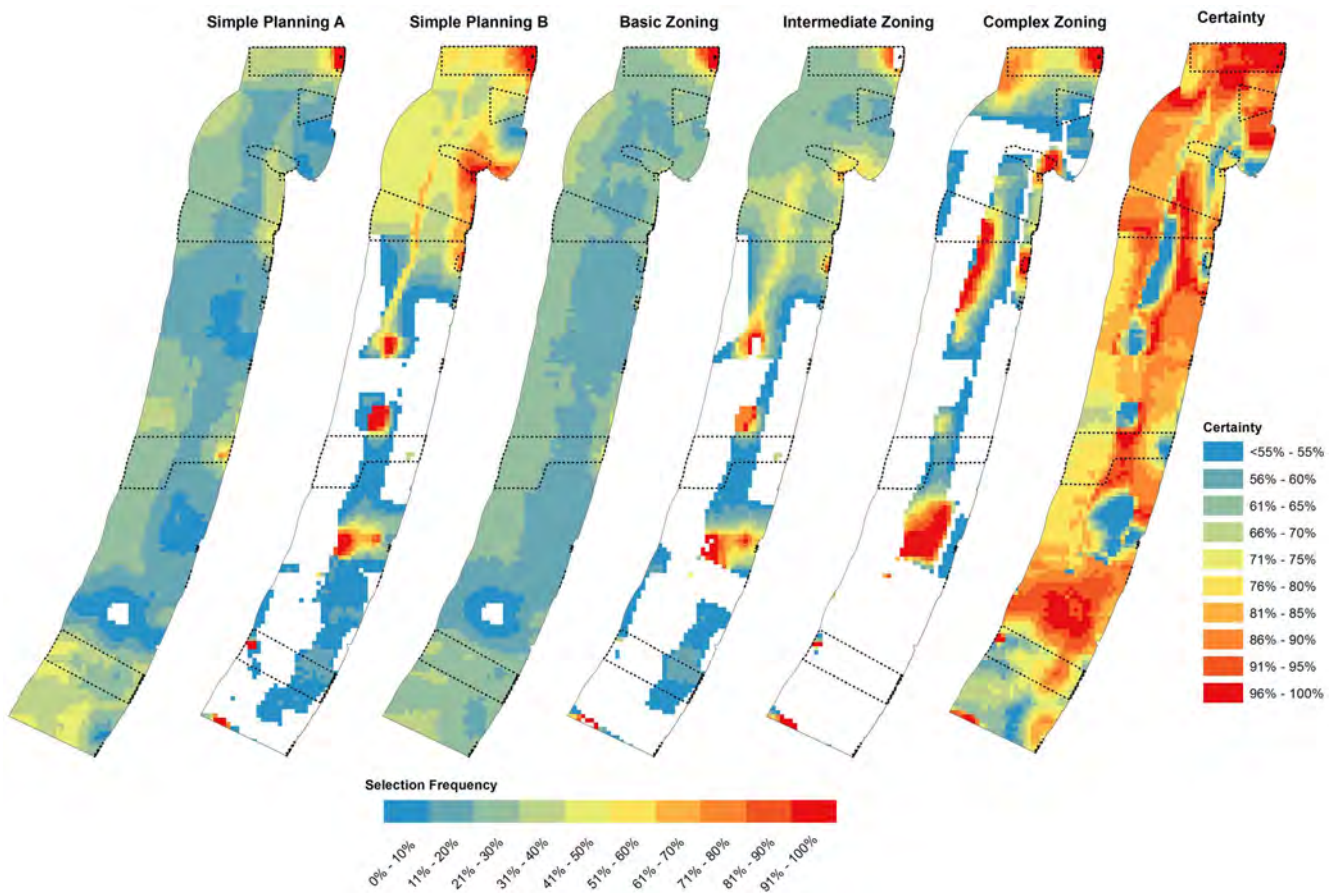 Simple Planning A
Simple Planning B
Basic Zoning
Intermediate Zoning
Complex Zoning
Certainty
Certainty
<55% - 55%
56% - 60%
61% - 65%
66% - 70%
71% - 75%
76% - 80%
81% - 85%
86% - 90%
91% - 95%
96% - 100%
Selection Frequency
0% - 10%
11% - 20%
21% - 30%
31% - 40%
41% - 50%
51% - 60%
61% - 70%
71% - 80%
81% - 90%
91% - 100%